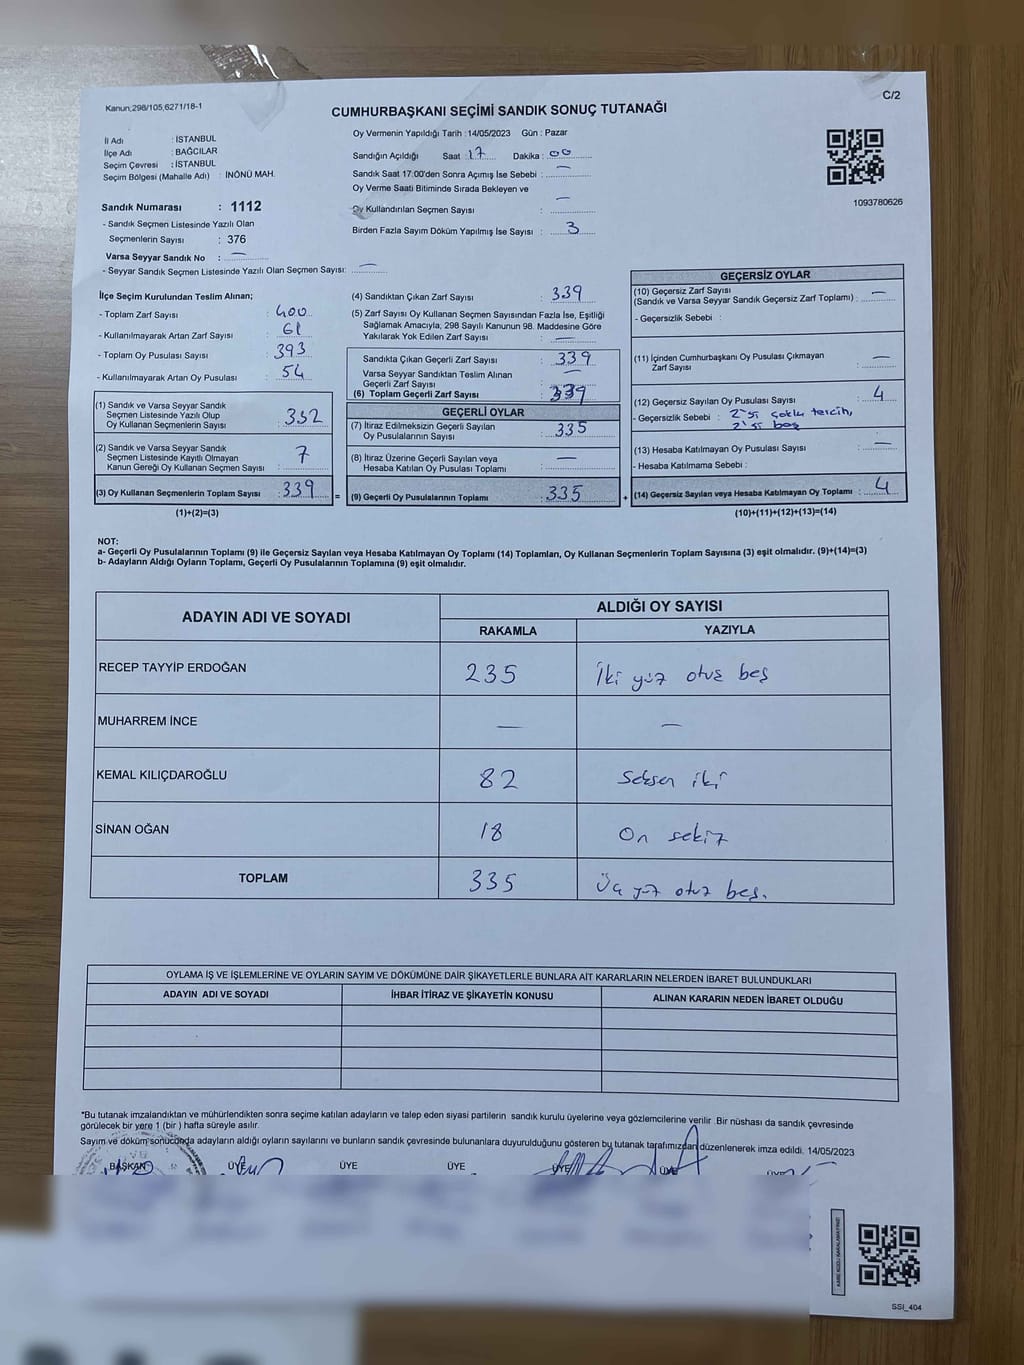 Kanun;298/105,6271/18-1
C/2
CUMHURBAŞKANI SEÇİMİ SANDIK SONUÇ TUTANAĞI
İl Adı : İSTANBUL
İlçe Adı : BAĞCILAR
Seçim Çevresi : İSTANBUL
Seçim Bölgesi (Mahalle Adı) : İNÖNÜ MAH.
Sandık Numarası : 1112
- Sandık Seçmen Listesinde Yazılı Olan
Seçmenlerin Sayısı : 376
Varsa Seyyar Sandık No : —
- Seyyar Sandık Seçmen Listesinde Yazılı Olan Seçmen Sayısı: —
Oy Vermenin Yapıldığı Tarih :14/05/2023 Gün : Pazar
Sandığın Açıldığı Saat : 17 Dakika : 00
Sandık Saat 17:00'den Sonra Açımış İse Sebebi : —
Oy Verme Saati Bitiminde Sırada Bekleyen ve
Oy Kullandırılan Seçmen Sayısı : —
Birden Fazla Sayım Döküm Yapılmış İse Sayısı : 3
1093780626
İlçe Seçim Kurulundan Teslim Alınan;
- Toplam Zarf Sayısı : 400
- Kullanılmayarak Artan Zarf Sayısı : 61
- Toplam Oy Pusulası Sayısı : 393
- Kullanılmayarak Artan Oy Pusulası : 54
(1) Sandık ve Varsa Seyyar Sandık
Seçmen Listesinde Yazılı Olup
Oy Kullanan Seçmenlerin Sayısı : 332
(2) Sandık ve Varsa Seyyar Sandık
Seçmen Listesinde Kayıtlı Olmayan
Kanun Gereği Oy Kullanan Seçmen Sayısı : 7
(3) Oy Kullanan Seçmenlerin Toplam Sayısı : 339
(1)+(2)=(3)
(4) Sandıktan Çıkan Zarf Sayısı : 339
(5) Zarf Sayısı Oy Kullanan Seçmen Sayısından Fazla İse, Eşitliği
Sağlamak Amacıyla, 298 Sayılı Kanunun 98. Maddesine Göre
Yakılarak Yok Edilen Zarf Sayısı : —
Sandıkta Çıkan Geçerli Zarf Sayısı : 339
Varsa Seyyar Sandıktan Teslim Alınan
Geçerli Zarf Sayısı : —
(6) Toplam Geçerli Zarf Sayısı : 339
GEÇERLİ OYLAR
(7) İtiraz Edilmeksizin Geçerli Sayılan
Oy Pusulalarının Sayısı : 335
(8) İtiraz Üzerine Geçerli Sayılan veya
Hesaba Katılan Oy Pusulası Toplamı : —
= (9) Geçerli Oy Pusulalarının Toplamı : 335 +
GEÇERSİZ OYLAR
(10) Geçersiz Zarf Sayısı
(Sandık ve Varsa Seyyar Sandık Geçersiz Zarf Toplamı) : —
- Geçersizlik Sebebi :
(11) İçinden Cumhurbaşkanı Oy Pusulası Çıkmayan
Zarf Sayısı : —
(12) Geçersiz Sayılan Oy Pusulası Sayısı : 4
- Geçersizlik Sebebi : 2'si çoklu tercih,
2'si boş
(13) Hesaba Katılmayan Oy Pusulası Sayısı : —
- Hesaba Katılmama Sebebi :
(14) Geçersiz Sayılan veya Hesaba Katılmayan Oy Toplamı : 4
(10)+(11)+(12)+(13)=(14)
NOT:
a- Geçerli Oy Pusulalarının Toplamı (9) ile Geçersiz Sayılan veya Hesaba Katılmayan Oy Toplamı (14) Toplamları, Oy Kullanan Seçmenlerin Toplam Sayısına (3) eşit olmalıdır. (9)+(14)=(3)
b- Adayların Aldığı Oyların Toplamı, Geçerli Oy Pusulalarının Toplamına (9) eşit olmalıdır.
ADAYIN ADI VE SOYADI ALDIĞI OY SAYISI
RAKAMLA YAZIYLA
RECEP TAYYİP ERDOĞAN 235 İki yüz otuz beş
MUHARREM İNCE — —
KEMAL KILIÇDAROĞLU 82 Seksen iki
SİNAN OĞAN 18 On sekiz
TOPLAM 335 Üç yüz otuz beş.
OYLAMA İŞ VE İŞLEMLERİNE VE OYLARIN SAYIM VE DÖKÜMÜNE DAİR ŞİKAYETLERLE BUNLARA AİT KARARLARIN NELERDEN İBARET BULUNDUKLARI
ADAYIN ADI VE SOYADI İHBAR İTİRAZ VE ŞİKAYETİN KONUSU ALINAN KARARIN NEDEN İBARET OLDUĞU
*Bu tutanak imzalandıktan ve mühürlendikten sonra seçime katılan adayların ve talep eden siyasi partilerin sandık kurulu üyelerine veya gözlemcilerine verilir .Bir nüshası da sandık çevresinde
görülecek bir yere 1 (bir ) hafta süreyle asılır.
Sayım ve döküm sonucunda adayların aldığı oyların sayılarını ve bunların sandık çevresinde bulunanlara duyurulduğunu gösteren bu tutanak tarafımızdan düzenlenerek imza edildi. 14/05/2023
BAŞKAN ÜYE ÜYE ÜYE ÜYE ÜYE ÜYE
SSI_404